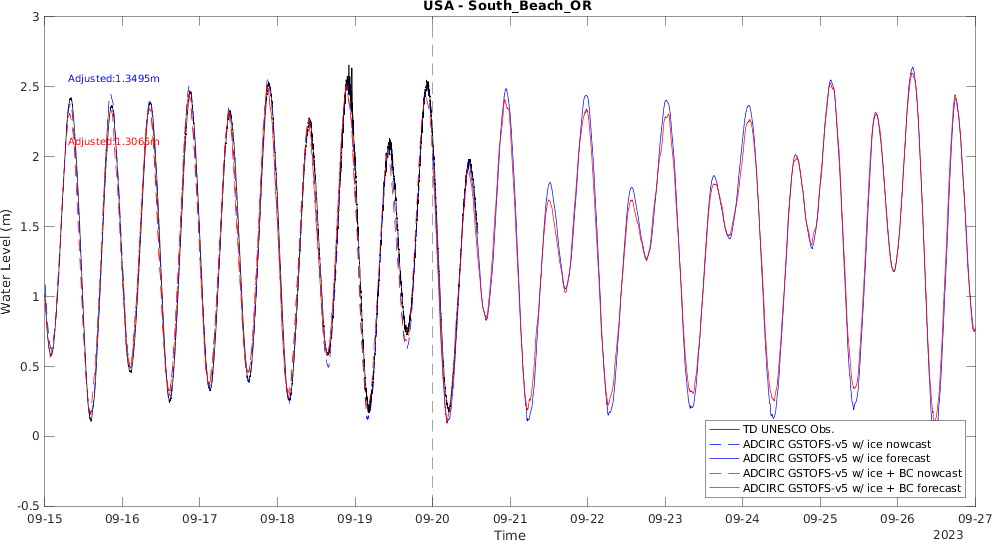 USA - South_Beach_OR
Water Level (m)
3
2.5
2
1.5
1
0.5
0
-0.5
Adjusted:1.3495m
Adjusted:1.3065m
TD UNESCO Obs.
ADCIRC GSTOFS-v5 w/ ice nowcast
ADCIRC GSTOFS-v5 w/ ice forecast
ADCIRC GSTOFS-v5 w/ ice + BC nowcast
ADCIRC GSTOFS-v5 w/ ice + BC forecast
09-15 09-16 09-17 09-18 09-19 09-20 09-21 09-22 09-23 09-24 09-25 09-26 09-27
Time
2023